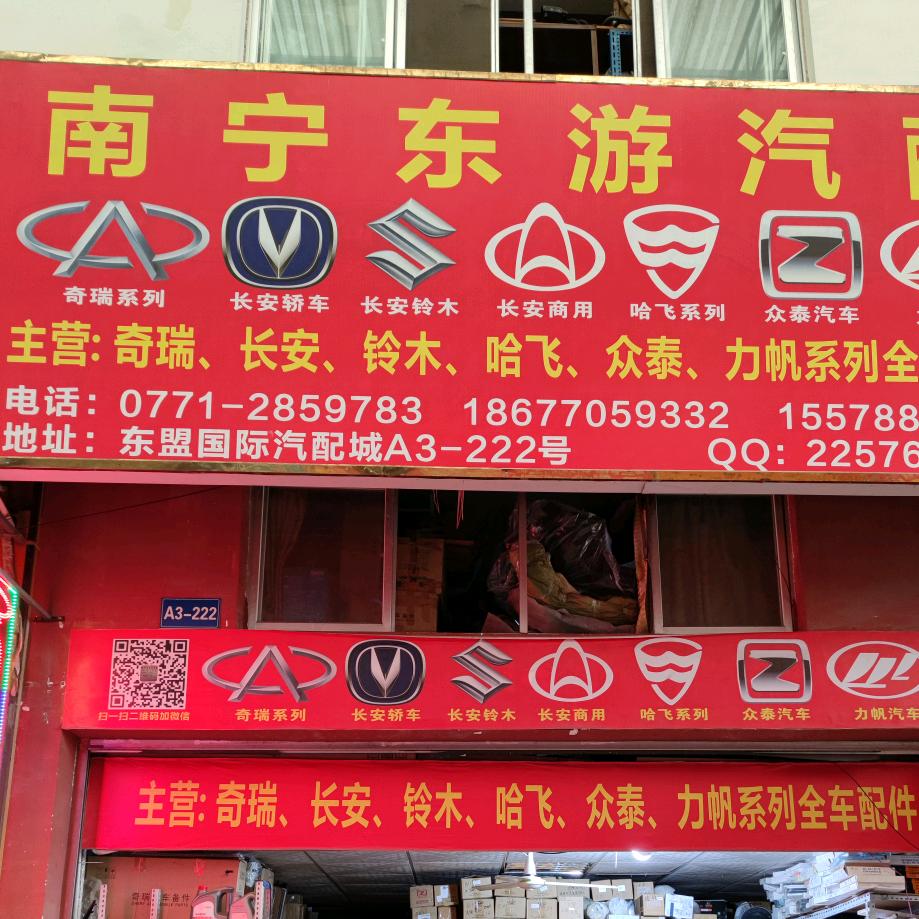 南宁东游汽
奇瑞系列 长安轿车 长安铃木 长安商用 哈飞系列 众泰汽车
主营: 奇瑞、长安、铃木、哈飞、众泰、力帆系列全
电话: 0771-2859783 18677059332 155788
地址: 东盟国际汽配城A3-222号 QQ: 22576
A3-222
扫一扫二维码加微信 奇瑞系列 长安轿车 长安铃木 长安商用 哈飞系列 众泰汽车 力帆汽车
主营: 奇瑞、长安、铃木、哈飞、众泰、力帆系列全车配件
奇瑞汽车备件